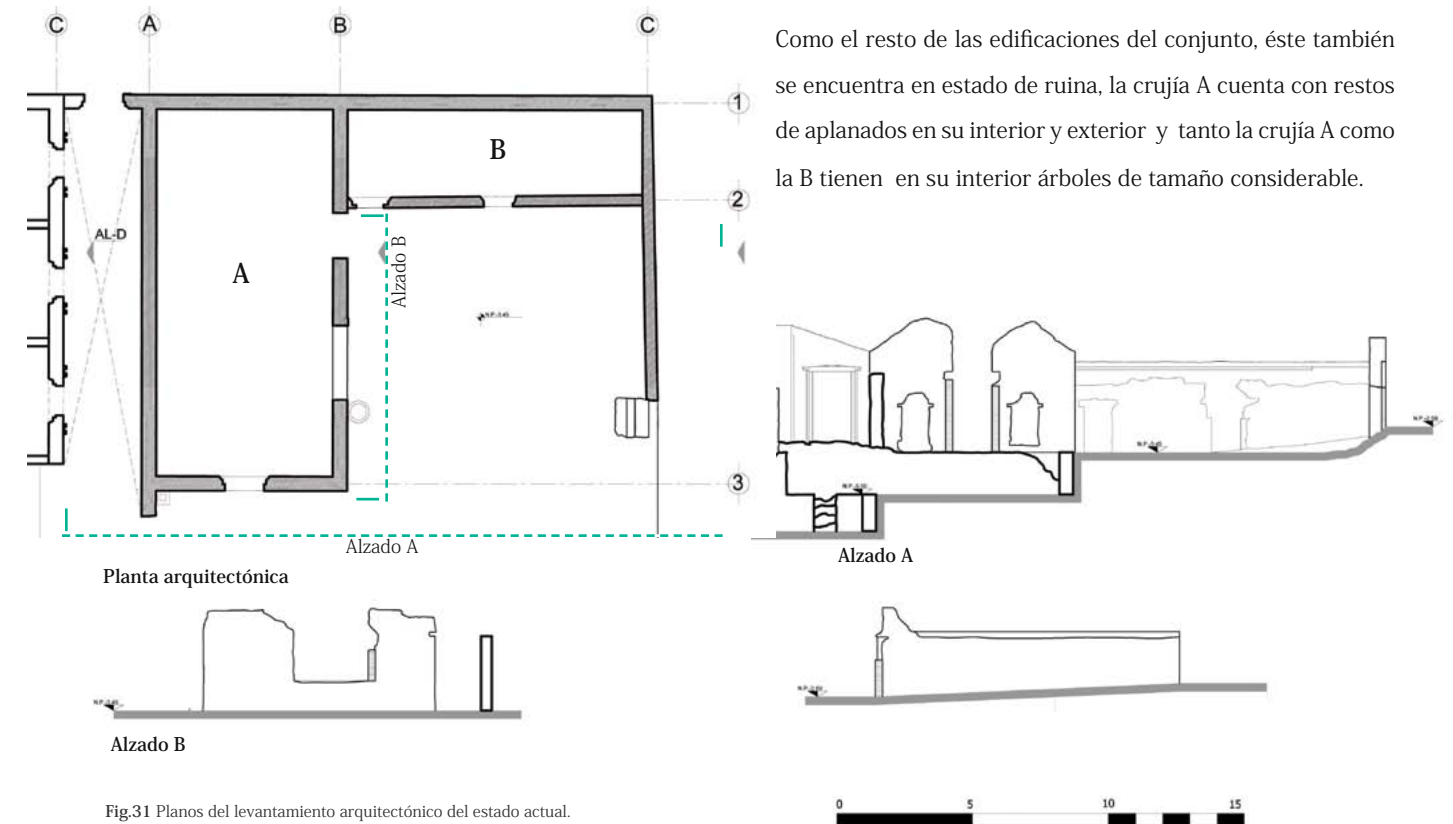 C A B C
Como el resto de las edificaciones del conjunto, éste también
se encuentra en estado de ruina, la crujía A cuenta con restos
de aplanados en su interior y exterior y tanto la crujía A como
la B tienen en su interior árboles de tamaño considerable.
1
B
2
AL-D
Alzado B
A
3
Alzado A
Planta arquitectónica
Alzado A
Alzado B
Fig.31 Planos del levantamiento arquitectónico del estado actual.
0 5 10 15